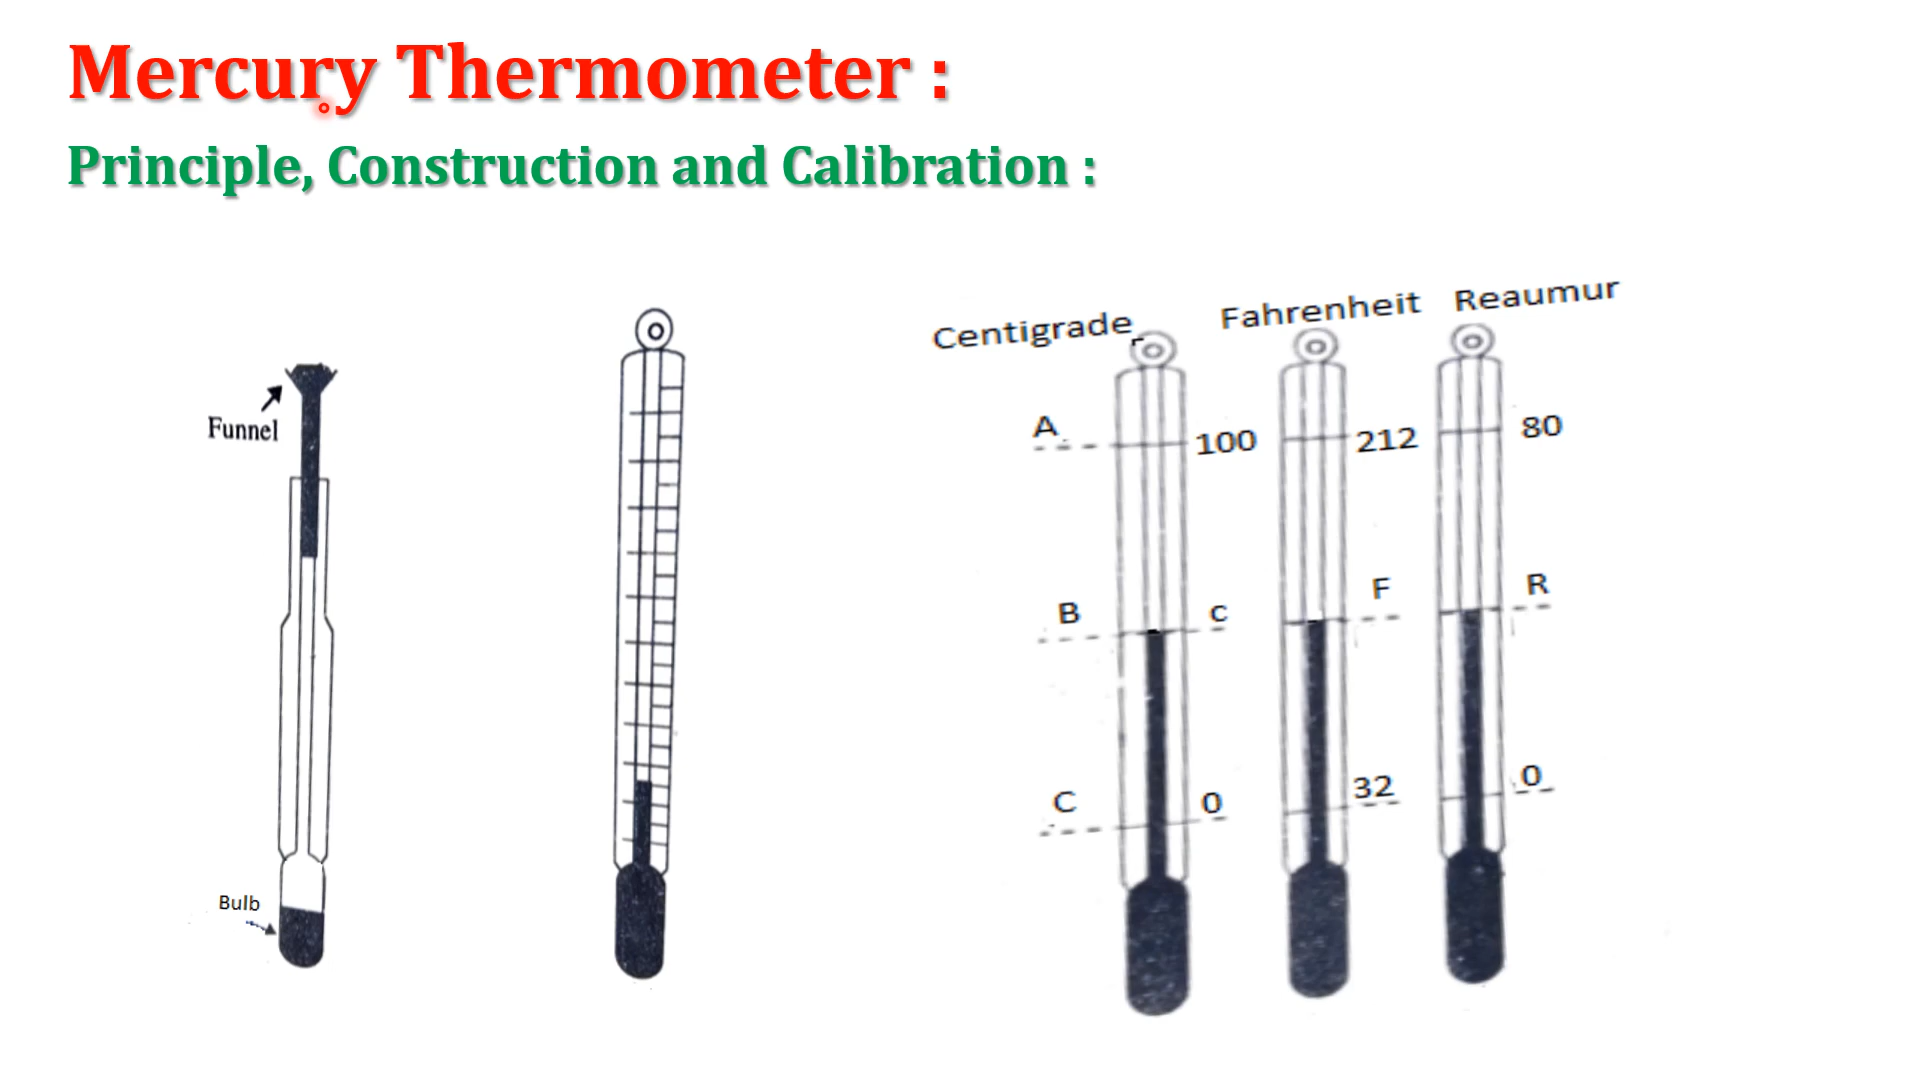 Mercury Thermometer :
Principle, Construction and Calibration :
Funnel
Bulb
Centigrade
Fahrenheit
Reaumur
A
100
212
80
B
c
F
R
C
0
32
0